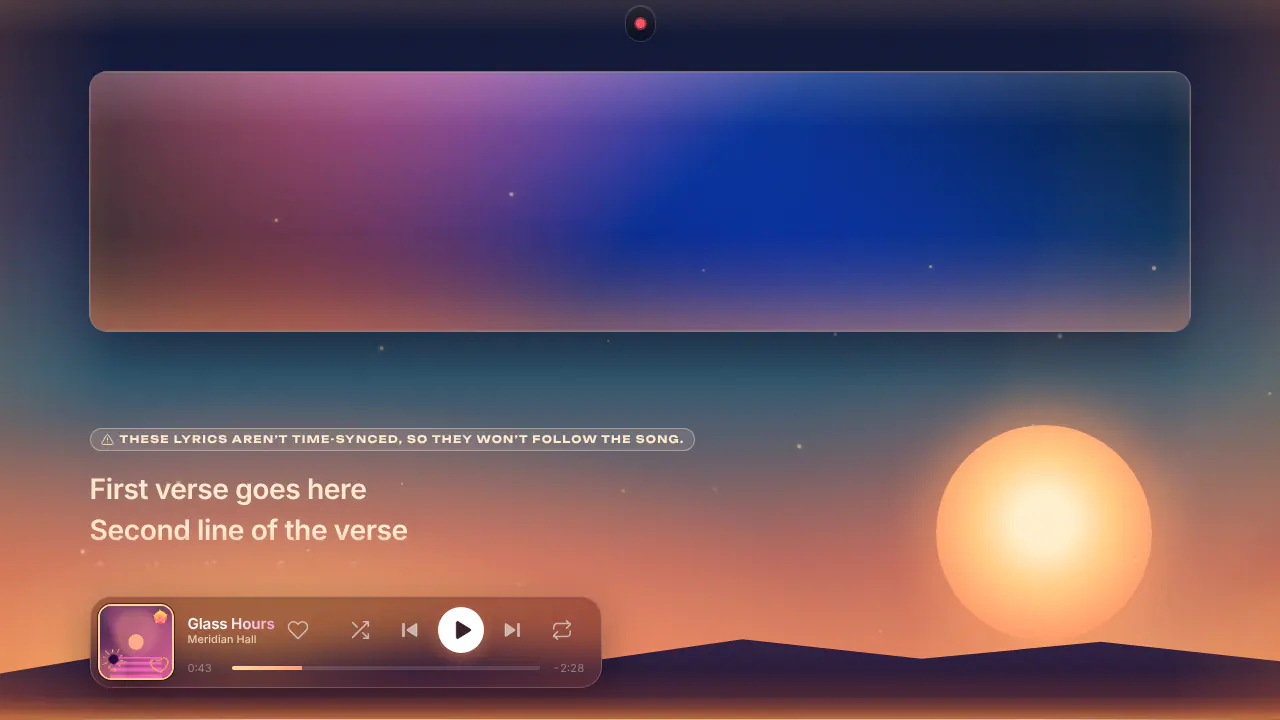 THESE LYRICS AREN'T TIME-SYNCED, SO THEY WON'T FOLLOW THE SONG.
First verse goes here
Second line of the verse
Glass Hours
Meridian Hall
0:43
-2:28